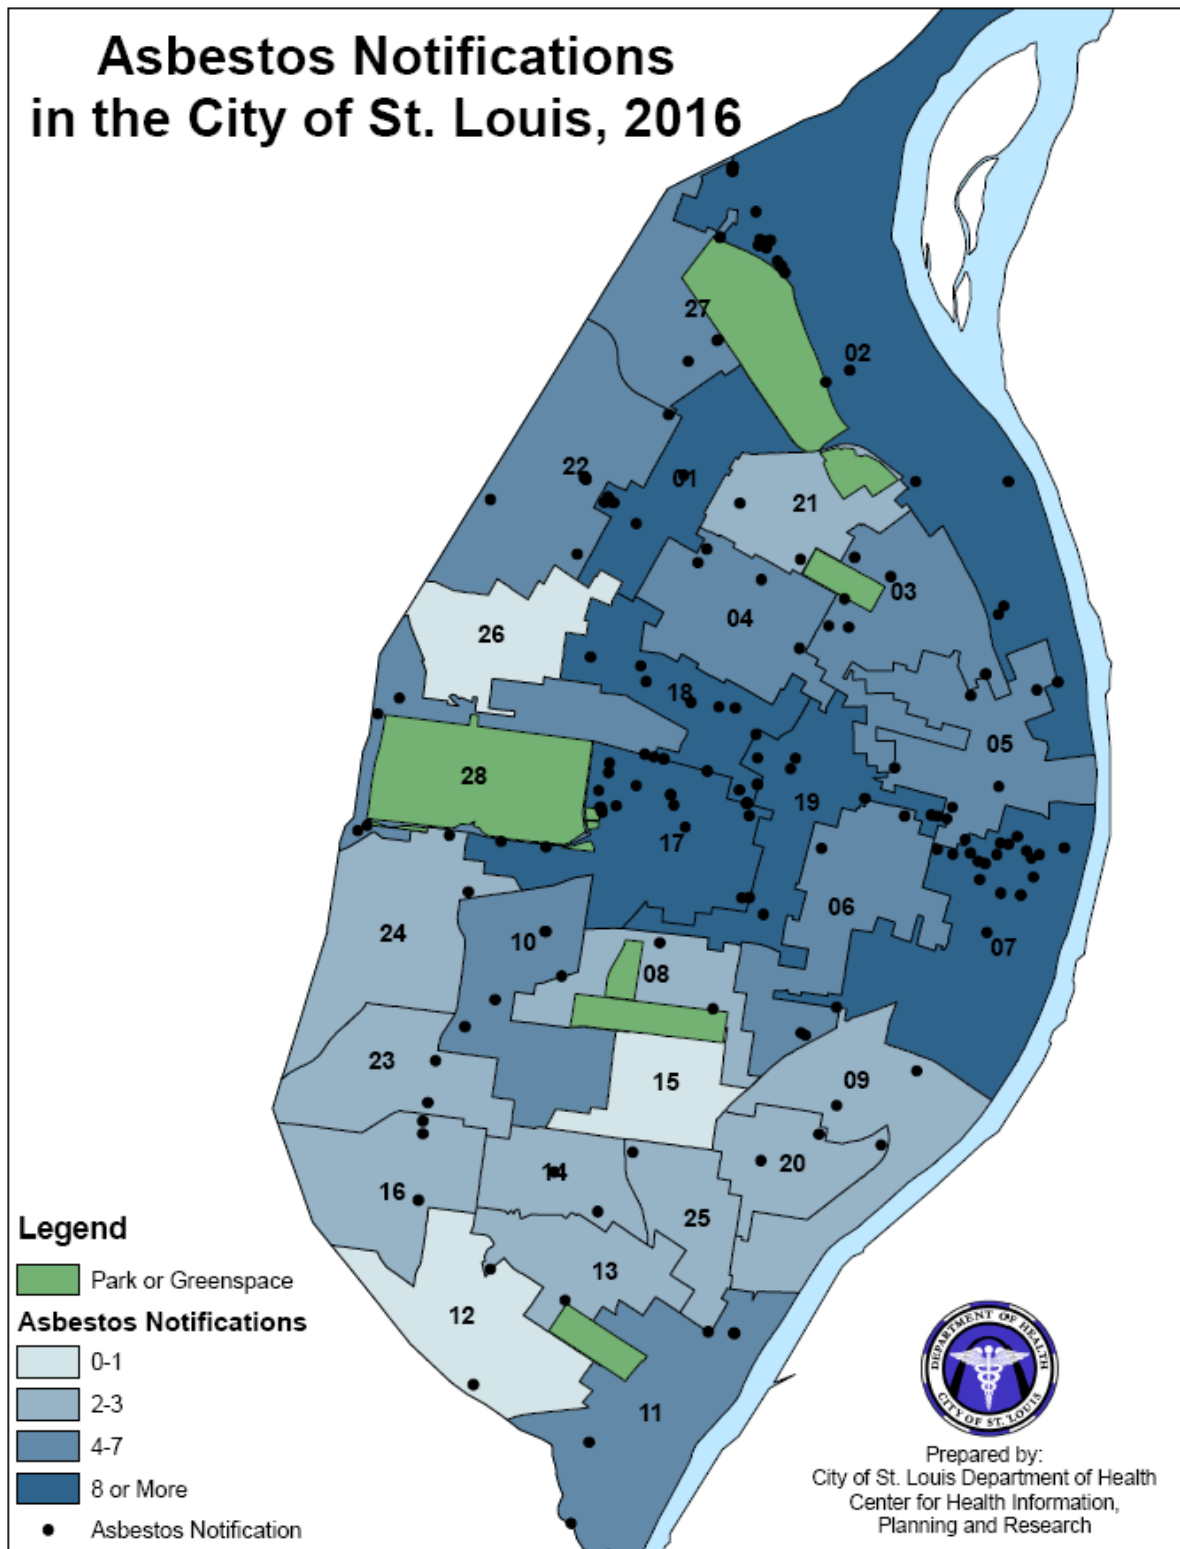 Asbestos Notifications
in the City of St. Louis, 2016
27
02
22
01
21
03
04
26
18
05
28
19
17
06
24
10
07
08
23
15
09
14
20
16
25
13
12
11
Legend
Park or Greenspace
Asbestos Notifications
0-1
2-3
4-7
8 or More
Asbestos Notification
DEPARTMENT OF HEALTH
CITY OF ST. LOUIS
Prepared by:
City of St. Louis Department of Health
Center for Health Information,
Planning and Research